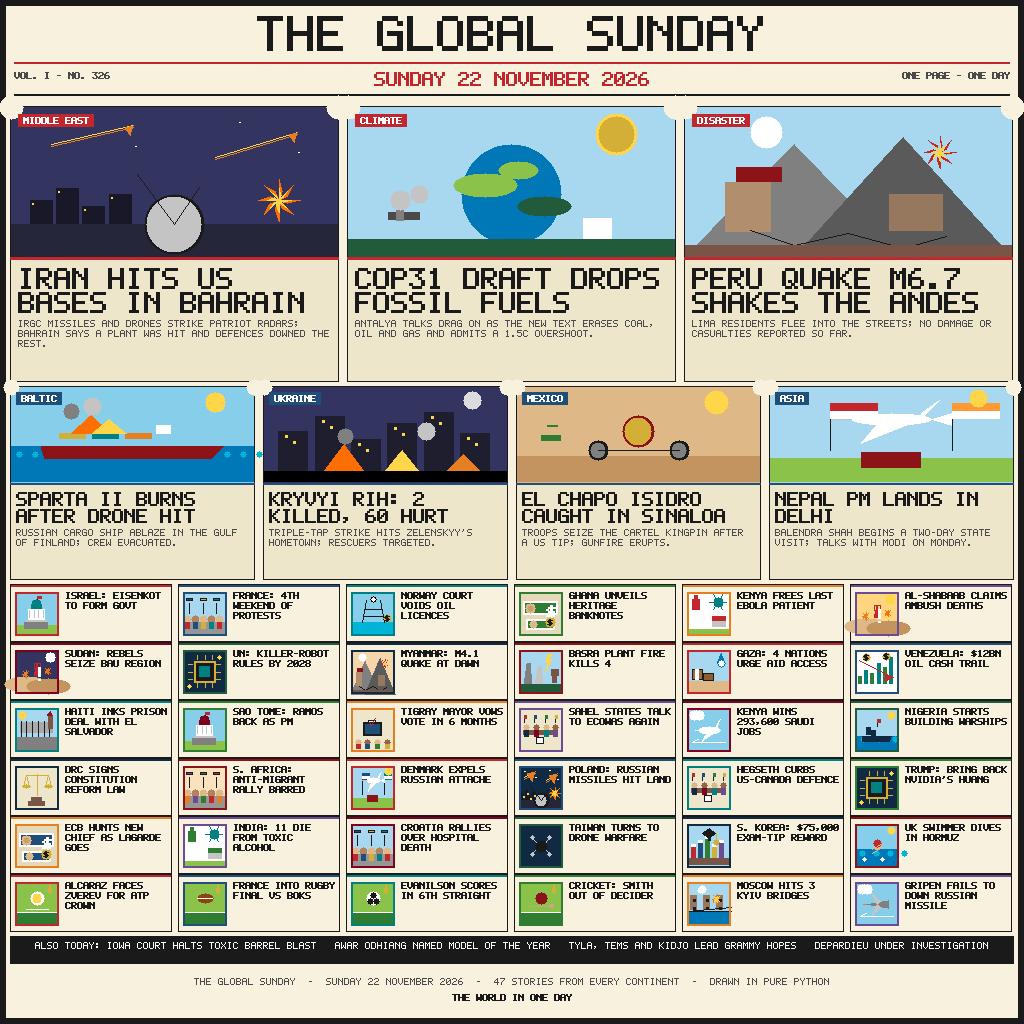 THE GLOBAL SUNDAY
VOL. I - NO. 326
SUNDAY 22 NOVEMBER 2026
ONE PAGE - ONE DAY
MIDDLE EAST
IRAN HITS US
BASES IN BAHRAIN
IRGC MISSILES AND DRONES STRIKE PATRIOT RADARS;
BAHRAIN SAYS A PLANT WAS HIT AND DEFENCES DOWNED THE
REST.
CLIMATE
COP31 DRAFT DROPS
FOSSIL FUELS
ANTALYA TALKS DRAG ON AS THE NEW TEXT ERASES COAL,
OIL AND GAS AND ADMITS A 1.5C OVERSHOOT.
DISASTER
PERU QUAKE M6.7
SHAKES THE ANDES
LIMA RESIDENTS FLEE INTO THE STREETS; NO DAMAGE OR
CASUALTIES REPORTED SO FAR.
BALTIC
SPARTA II BURNS
AFTER DRONE HIT
RUSSIAN CARGO SHIP ABLAZE IN THE GULF
OF FINLAND; CREW EVACUATED.
UKRAINE
KRYVYI RIH: 2
KILLED, 60 HURT
TRIPLE-TAP STRIKE HITS ZELENSKYY'S
HOMETOWN; RESCUERS TARGETED.
MEXICO
EL CHAPO ISIDRO
CAUGHT IN SINALOA
TROOPS SEIZE THE CARTEL KINGPIN AFTER
A US TIP; GUNFIRE ERUPTS.
ASIA
NEPAL PM LANDS IN
DELHI
BALENDRA SHAH BEGINS A TWO-DAY STATE
VISIT; TALKS WITH MODI ON MONDAY.
ISRAEL: EISENKOT
TO FORM GOVT
FRANCE: 4TH
WEEKEND OF
PROTESTS
NORWAY COURT
VOIDS OIL
LICENCES
GHANA UNVEILS
HERITAGE
BANKNOTES
KENYA FREES LAST
EBOLA PATIENT
AL-SHABAAB CLAIMS
AMBUSH DEATHS
SUDAN: REBELS
SEIZE BAU REGION
UN: KILLER-ROBOT
RULES BY 2028
MYANMAR: M4.1
QUAKE AT DAWN
BASRA PLANT FIRE
KILLS 4
GAZA: 4 NATIONS
URGE AID ACCESS
VENEZUELA: $12BN
OIL CASH TRAIL
HAITI INKS PRISON
DEAL WITH EL
SALVADOR
SAO TOME: RAMOS
BACK AS PM
TIGRAY MAYOR VOWS
VOTE IN 6 MONTHS
SAHEL STATES TALK
TO ECOWAS AGAIN
KENYA WINS
293,600 SAUDI
JOBS
NIGERIA STARTS
BUILDING WARSHIPS
DRC SIGNS
CONSTITUTION
REFORM LAW
S. AFRICA:
ANTI-MIGRANT
RALLY BARRED
DENMARK EXPELS
RUSSIAN ATTACHE
POLAND: RUSSIAN
MISSILES HIT LAND
HEGSETH CURBS
US-CANADA DEFENCE
TRUMP: BRING BACK
NVIDIA'S HUANG
ECB HUNTS NEW
CHIEF AS LAGARDE
GOES
INDIA: 11 DIE
FROM TOXIC
ALCOHOL
CROATIA RALLIES
OVER HOSPITAL
DEATH
TAIWAN TURNS TO
DRONE WARFARE
S. KOREA: $75,000
EXAM-TIP REWARD
UK SWIMMER DIVES
IN HORMUZ
ALCARAZ FACES
ZVEREV FOR ATP
CROWN
FRANCE INTO RUGBY
FINAL VS BOKS
EVANILSON SCORES
IN 6TH STRAIGHT
CRICKET: SMITH
OUT OF DECIDER
MOSCOW HITS 3
KYIV BRIDGES
GRIPEN FAILS TO
DOWN RUSSIAN
MISSILE
ALSO TODAY: IOWA COURT HALTS TOXIC BARREL BLAST AWAR ODHIANG NAMED MODEL OF THE YEAR TYLA, TEMS AND KIDJO LEAD GRAMMY HOPES DEPARDIEU UNDER INVESTIGATION
THE GLOBAL SUNDAY - SUNDAY 22 NOVEMBER 2026 - 47 STORIES FROM EVERY CONTINENT - DRAWN IN PURE PYTHON
THE WORLD IN ONE DAY